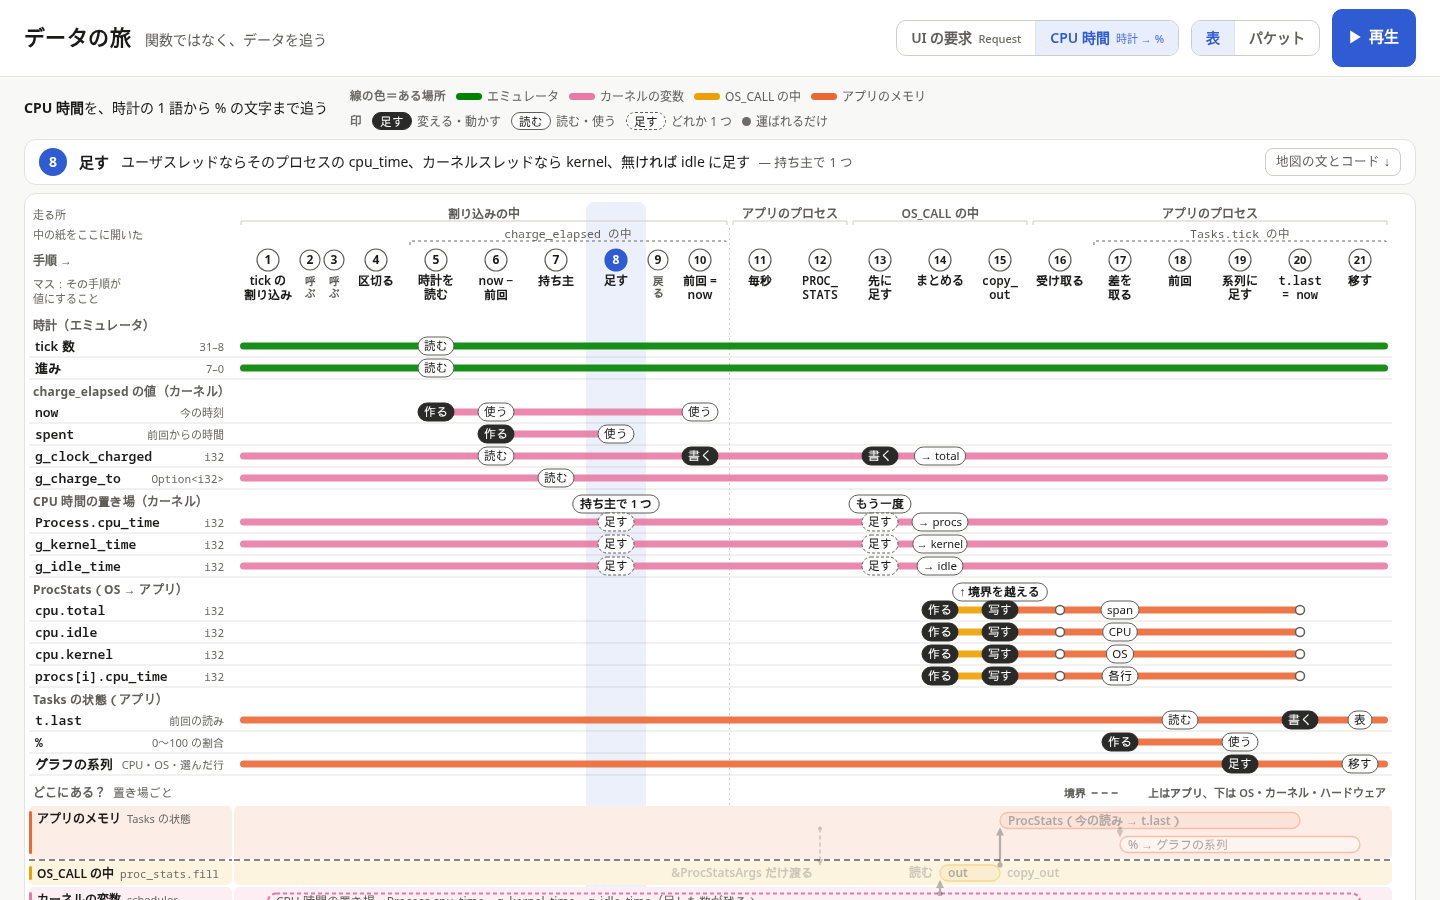 データの旅 関数ではなく、データを追う
UI の要求 Request CPU 時間 時計 → %
表 パケット
▶ 再生
CPU 時間を、時計の 1 語から % の文字まで追う
線の色＝ある場所 エミュレータ カーネルの変数 OS_CALL の中 アプリのメモリ
印 足す 変える・動かす 読む 読む・使う 足す どれか 1 つ 運ばれるだけ
8 足す ユーザスレッドならそのプロセスの cpu_time、カーネルスレッドなら kernel、無ければ idle に足す — 持ち主で 1 つ
地図の文とコード ↓
走る所 割り込みの中 アプリのプロセス OS_CALL の中 アプリのプロセス
中の紙をここに開いた charge_elapsed の中 Tasks.tick の中
手順 → 1 2 3 4 5 6 7 8 9 10 11 12 13 14 15 16 17 18 19 20 21
マス：その手順が
値にすること
tick の
割り込み
呼ぶ
呼ぶ
区切る
時計を
読む
now −
前回
持ち主
足す
戻る
前回 =
now
毎秒
PROC_
STATS
先に
足す
まとめる
copy_
out
受け取る
差を
取る
前回
系列に
足す
t.last
= now
移す
時計（エミュレータ）
tick 数 31–8 読む
進み 7–0 読む
charge_elapsed の値（カーネル）
now 今の時刻 作る 使う 使う
spent 前回からの時間 作る 使う
g_clock_charged i32 読む 書く 書く → total
g_charge_to Option<i32> 読む
CPU 時間の置き場（カーネル） 持ち主で 1 つ もう一度
Process.cpu_time i32 足す 足す → procs
g_kernel_time i32 足す 足す → kernel
g_idle_time i32 足す 足す → idle
ProcStats（OS → アプリ） ↑ 境界を越える
cpu.total i32 作る 写す span
cpu.idle i32 作る 写す CPU
cpu.kernel i32 作る 写す OS
procs[i].cpu_time i32 作る 写す 各行
Tasks の状態（アプリ）
t.last 前回の読み 読む 書く 表
% 0〜100 の割合 作る 使う
グラフの系列 CPU・OS・選んだ行 足す 移す
どこにある？ 置き場ごと 境界 上はアプリ、下は OS・カーネル・ハードウェア
アプリのメモリ Tasks の状態 ProcStats（今の読み → t.last）
% → グラフの系列
OS_CALL の中 proc_stats.fill &ProcStatsArgs だけ渡る 読む out copy_out
カーネルの変数 scheduler CPU 時間の置き場 Process.cpu_time・g_kernel_time・g_idle_time（足した数が残る）